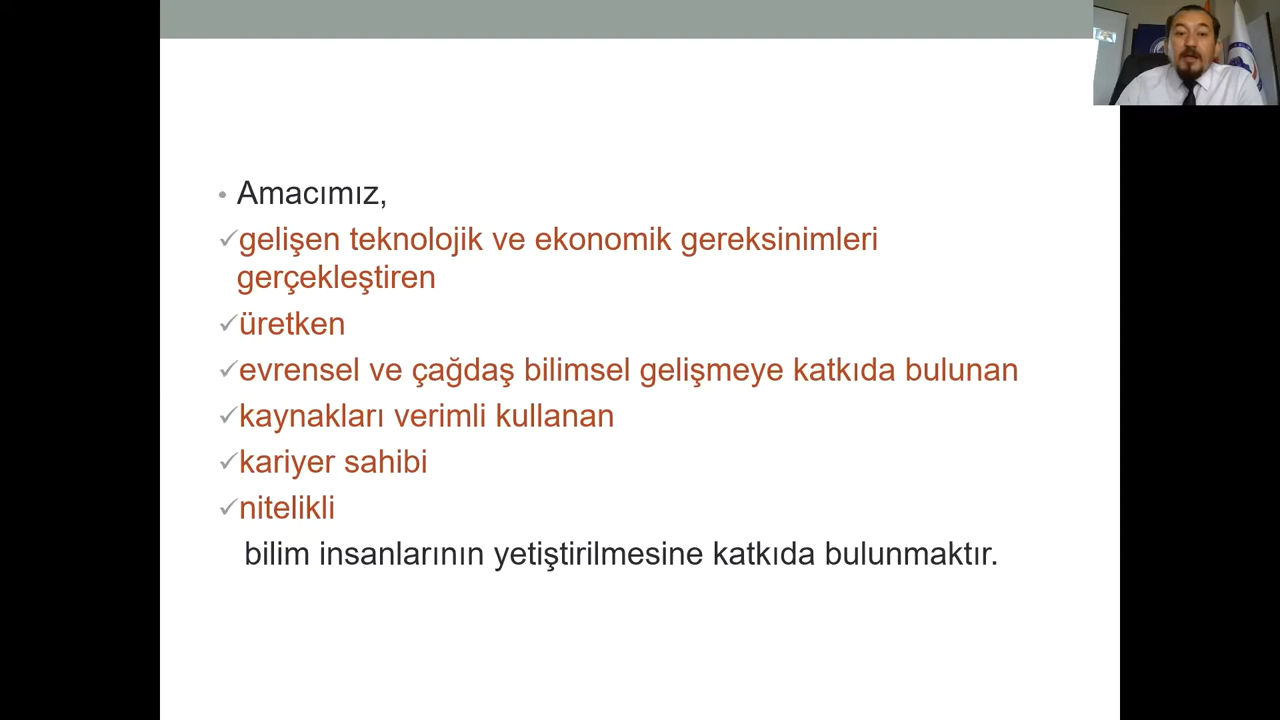 • Amacımız,
✓gelişen teknolojik ve ekonomik gereksinimleri
gerçekleştiren
✓üretken
✓evrensel ve çağdaş bilimsel gelişmeye katkıda bulunan
✓kaynakları verimli kullanan
✓kariyer sahibi
✓nitelikli
bilim insanlarının yetiştirilmesine katkıda bulunmaktır.